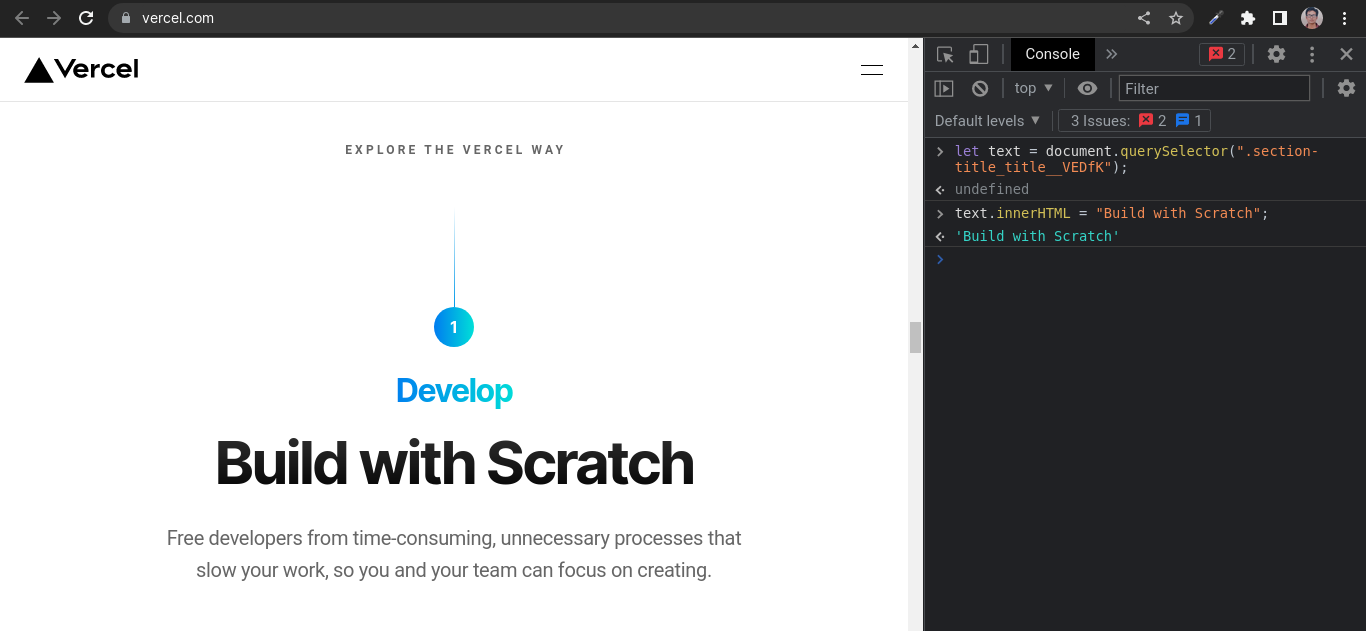 vercel.com
Vercel
EXPLORE THE VERCEL WAY
1
Develop
Build with Scratch
Free developers from time-consuming, unnecessary processes that
slow your work, so you and your team can focus on creating.
Console
2
top
Filter
Default levels
3 Issues: 2 1
let text = document.querySelector(".section-
title_title__VEDfK");
undefined
text.innerHTML = "Build with Scratch";
'Build with Scratch'